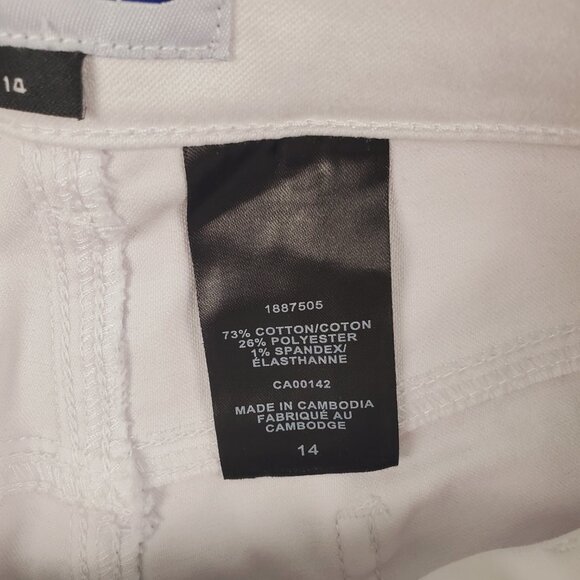 14
1887505
73% COTTON/COTON
26% POLYESTER
1% SPANDEX/
ÉLASTHANNE
CA00142
MADE IN CAMBODIA
FABRIQUÉ AU
CAMBODGE
14